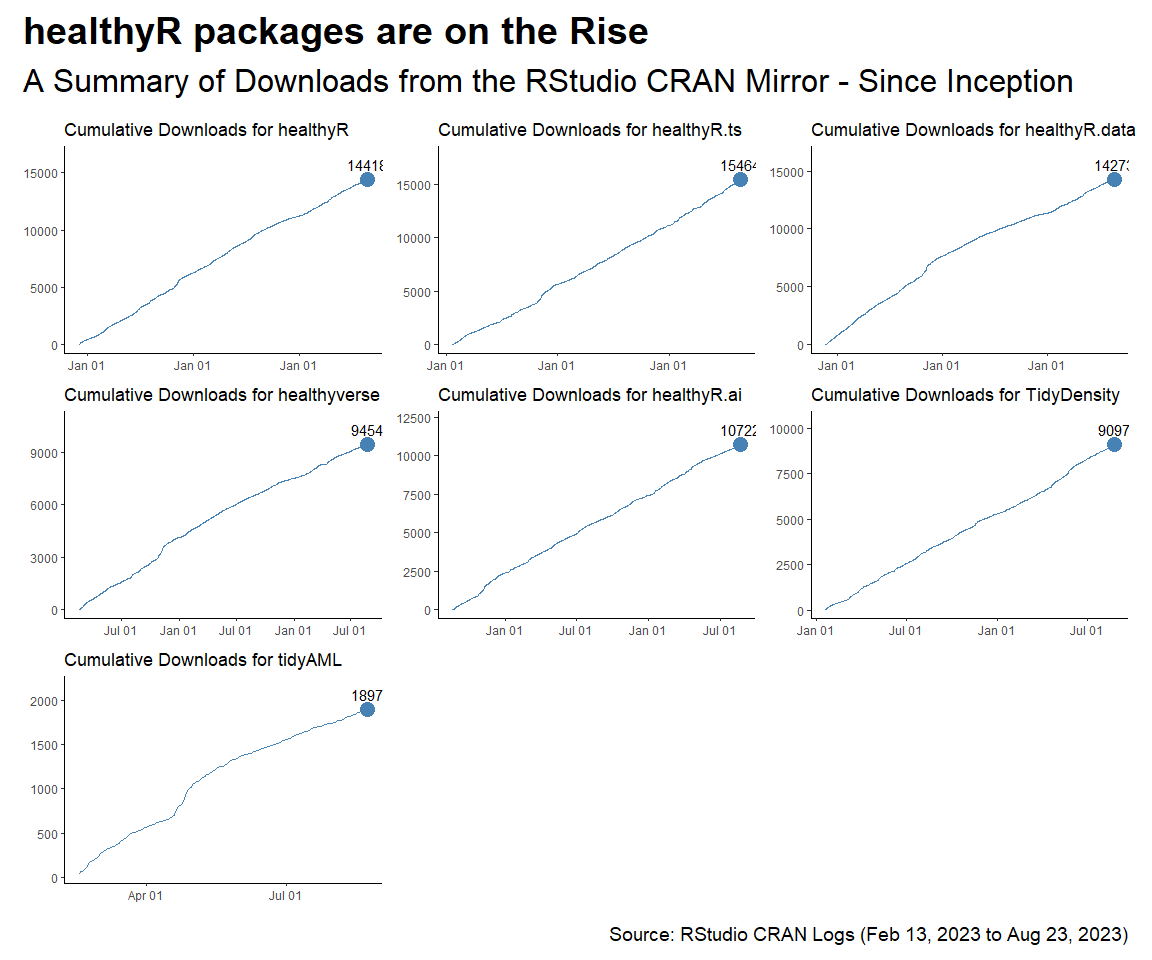 healthyR packages are on the Rise
A Summary of Downloads from the RStudio CRAN Mirror - Since Inception
Cumulative Downloads for healthyR
14418
15000
10000
5000
0
Jan 01 Jan 01 Jan 01
Cumulative Downloads for healthyR.ts
15464
15000
10000
5000
0
Jan 01 Jan 01 Jan 01
Cumulative Downloads for healthyR.data
14273
15000
10000
5000
0
Jan 01 Jan 01 Jan 01
Cumulative Downloads for healthyverse
9454
9000
6000
3000
0
Jul 01 Jan 01 Jul 01 Jan 01 Jul 01
Cumulative Downloads for healthyR.ai
12500
10722
10000
7500
5000
2500
0
Jan 01 Jul 01 Jan 01 Jul 01
Cumulative Downloads for TidyDensity
9097
10000
7500
5000
2500
0
Jan 01 Jul 01 Jan 01 Jul 01
Cumulative Downloads for tidyAML
1897
2000
1500
1000
500
0
Apr 01 Jul 01
Source: RStudio CRAN Logs (Feb 13, 2023 to Aug 23, 2023)